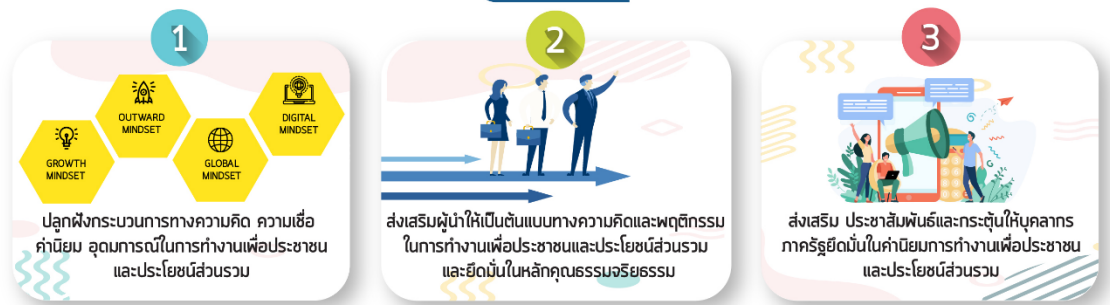 1
OUTWARD
MINDSET
DIGITAL
MINDSET
GROWTH
MINDSET
GLOBAL
MINDSET
ปลูกฝังกระบวนการทางความคิด ความเชื่อ
ค่านิยม อุดมการณ์ในการทำงานเพื่อประชาชน
และประโยชน์ส่วนรวม
2
ส่งเสริมผู้นำให้เป็นต้นแบบทางความคิดและพฤติกรรม
ในการทำงานเพื่อประชาชนและประโยชน์ส่วนรวม
และยึดมั่นในหลักคุณธรรมจริยธรรม
3
ส่งเสริม ประชาสัมพันธ์และกระตุ้นให้บุคลากร
ภาครัฐยึดมั่นในค่านิยมการทำงานเพื่อประชาชน
และประโยชน์ส่วนรวม